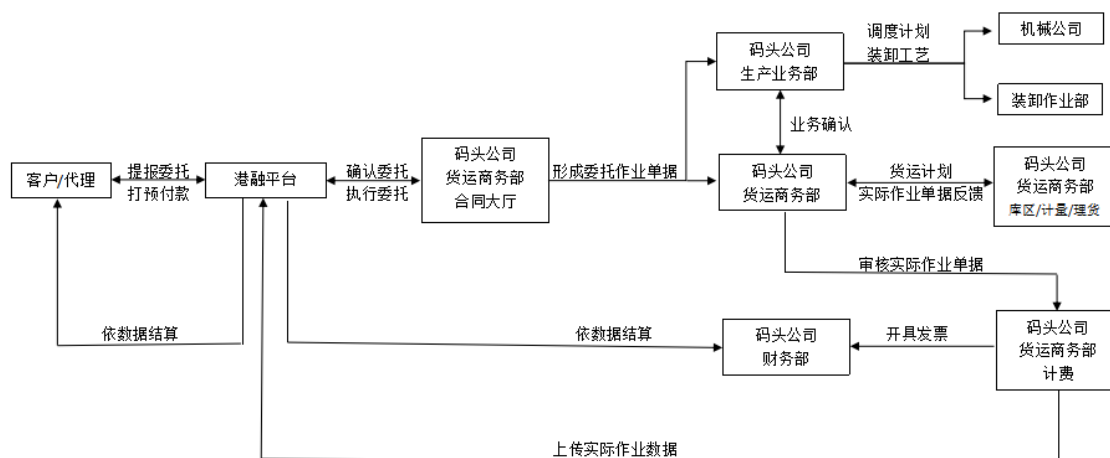 码头公司
生产业务部
调度计划
装卸工艺
机械公司
装卸作业部
业务确认
客户/代理
提报委托
打预付款
港融平台
确认委托
执行委托
码头公司
货运商务部
合同大厅
形成委托作业单据
码头公司
货运商务部
货运计划
实际作业单据反馈
码头公司
货运商务部
库区/计量/理货
审核实际作业单据
依数据结算
依数据结算
码头公司
财务部
开具发票
码头公司
货运商务部
计费
上传实际作业数据